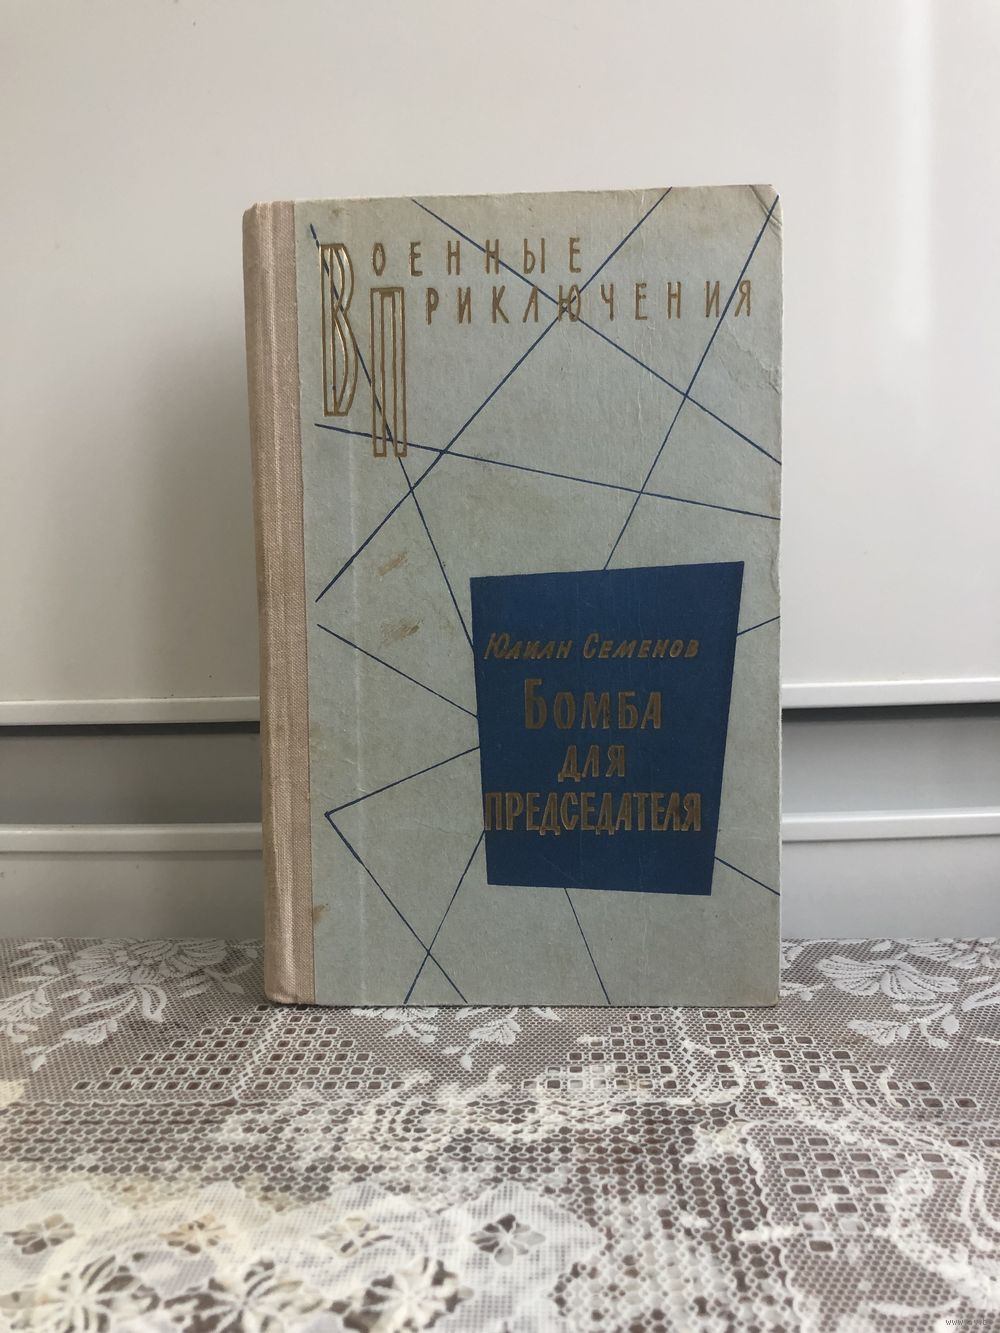 Военные
Приключения
Юлиан Семенов
Бомба
для
председателя